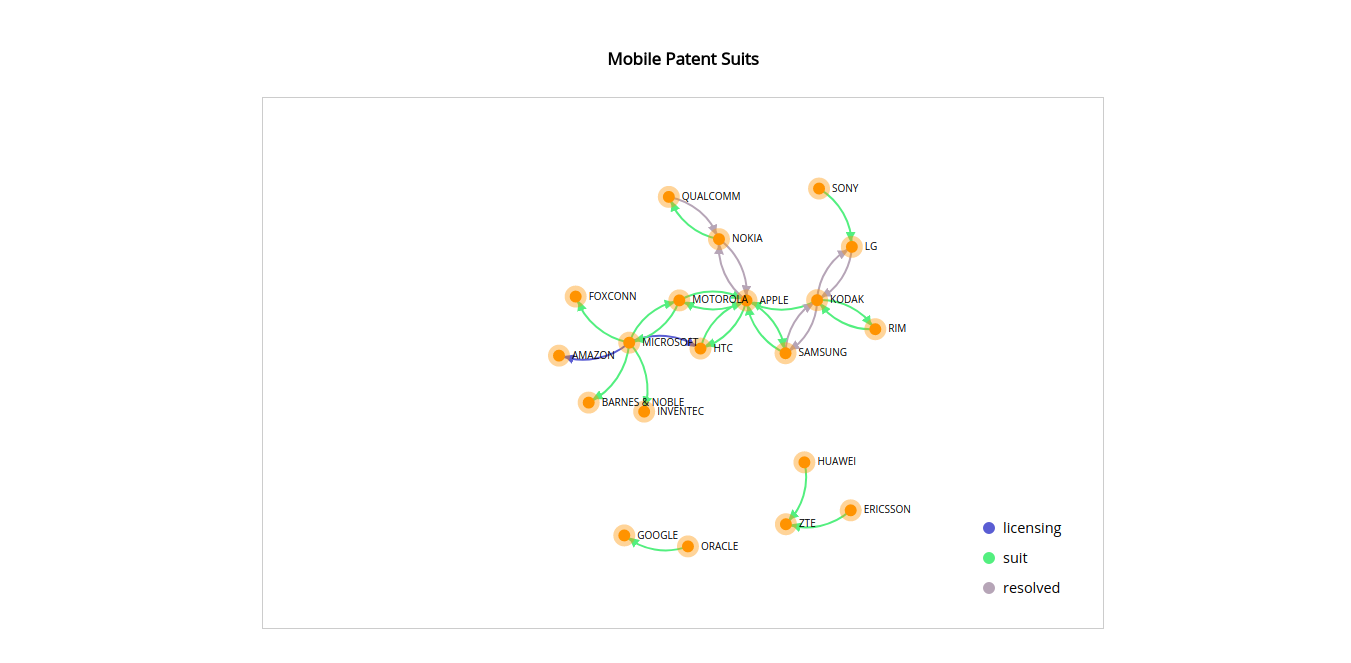 Mobile Patent Suits
SONY
QUALCOMM
NOKIA
LG
FOXCONN
MOTOROLA
APPLE
KODAK
RIM
MICROSOFT
HTC
SAMSUNG
AMAZON
BARNES & NOBLE
INVENTEC
HUAWEI
ERICSSON
ZTE
GOOGLE
ORACLE
licensing
suit
resolved